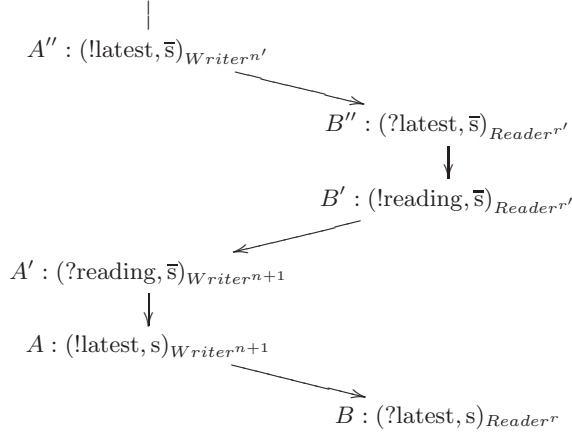 A'' : (!latest, s̅)_{Writer^{n'}}
B'' : (?latest, s̅)_{Reader^{r'}}
B' : (!reading, s̅)_{Reader^{r'}}
A' : (?reading, s̅)_{Writer^{n+1}}
A : (!latest, s)_{Writer^{n+1}}
B : (?latest, s)_{Reader^{r}}